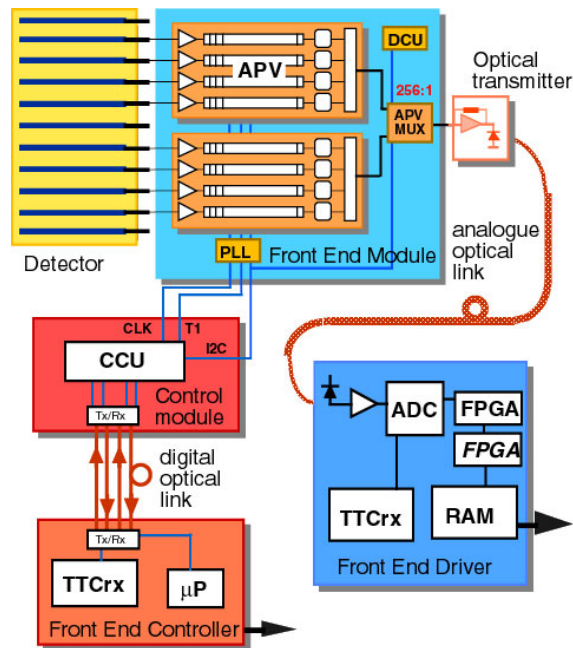 DCU
Optical
transmitter
APV
256:1
APV
MUX
analogue
optical
link
PLL
Front End Module
Detector
CLK
T1
I2C
CCU
Control
module
Tx/Rx
digital
optical
link
ADC
FPGA
FPGA
TTCrx
RAM
Front End Driver
Tx/Rx
TTCrx
µP
Front End Controller